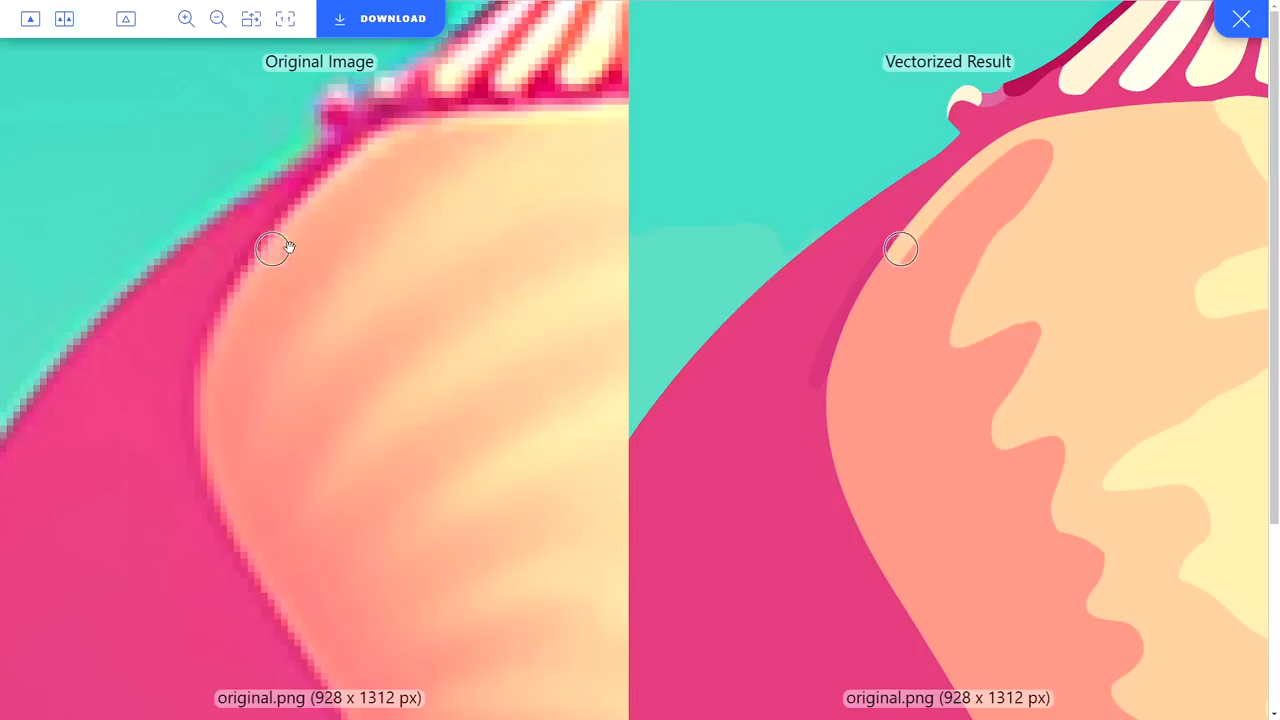 DOWNLOAD
Original Image
Vectorized Result
original.png (928 x 1312 px)
original.png (928 x 1312 px)